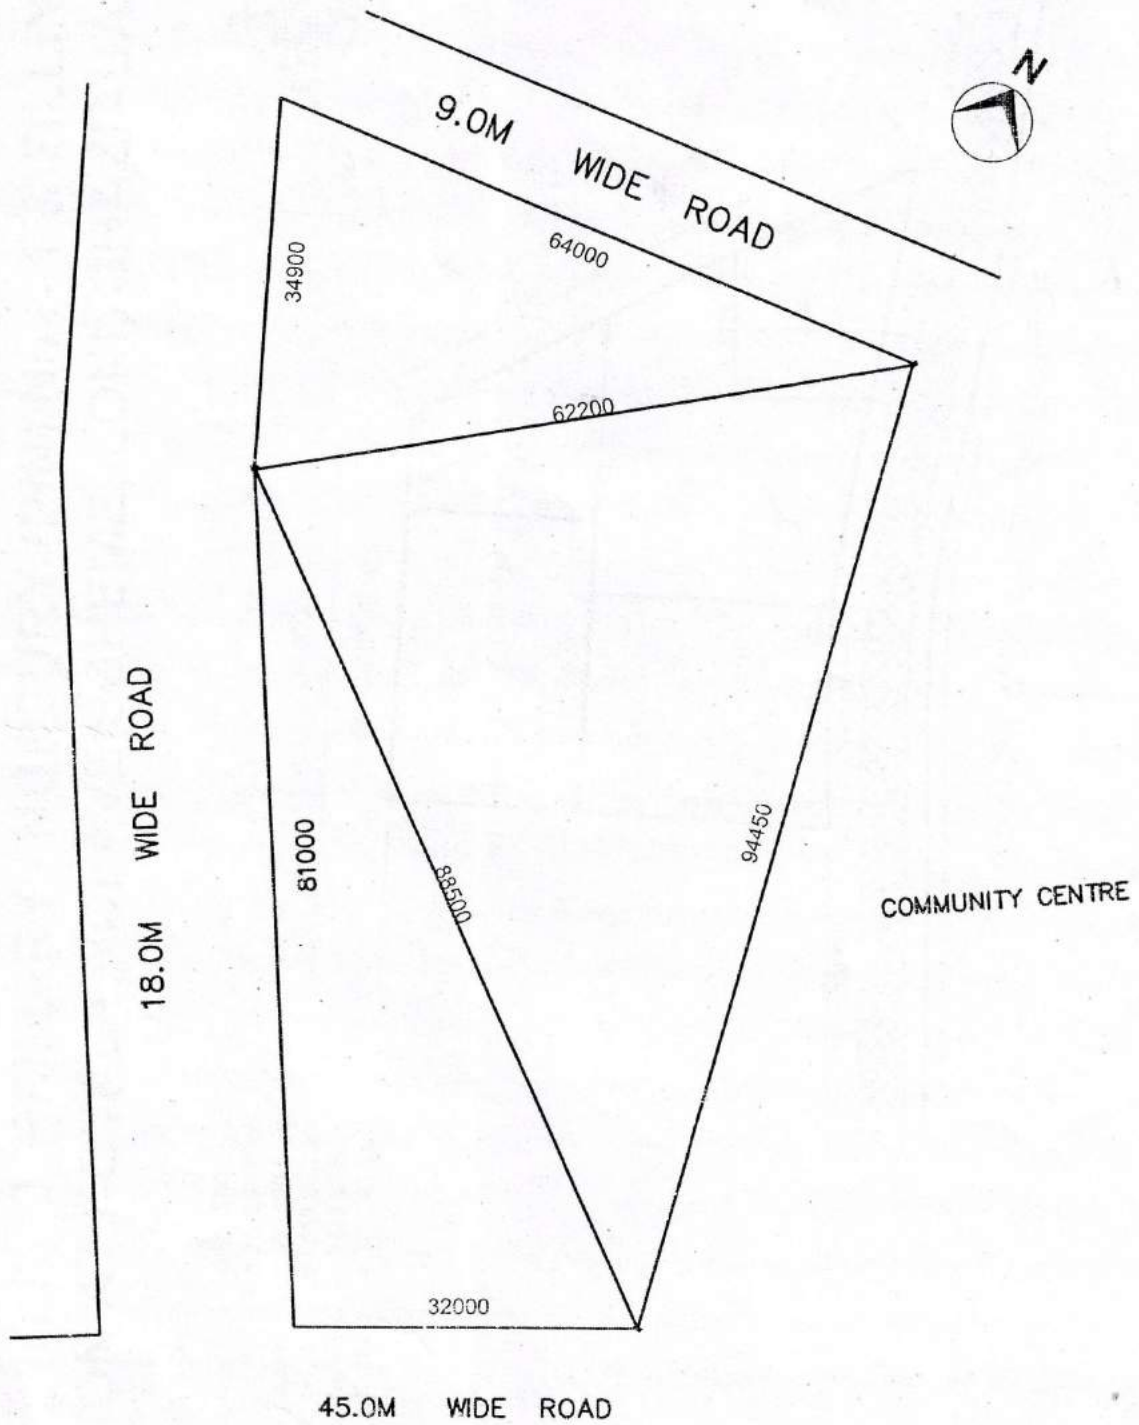 N
9.0M WIDE ROAD
64000
34900
62200
18.0M WIDE ROAD
81000
88500
94450
COMMUNITY CENTRE
32000
45.0M WIDE ROAD